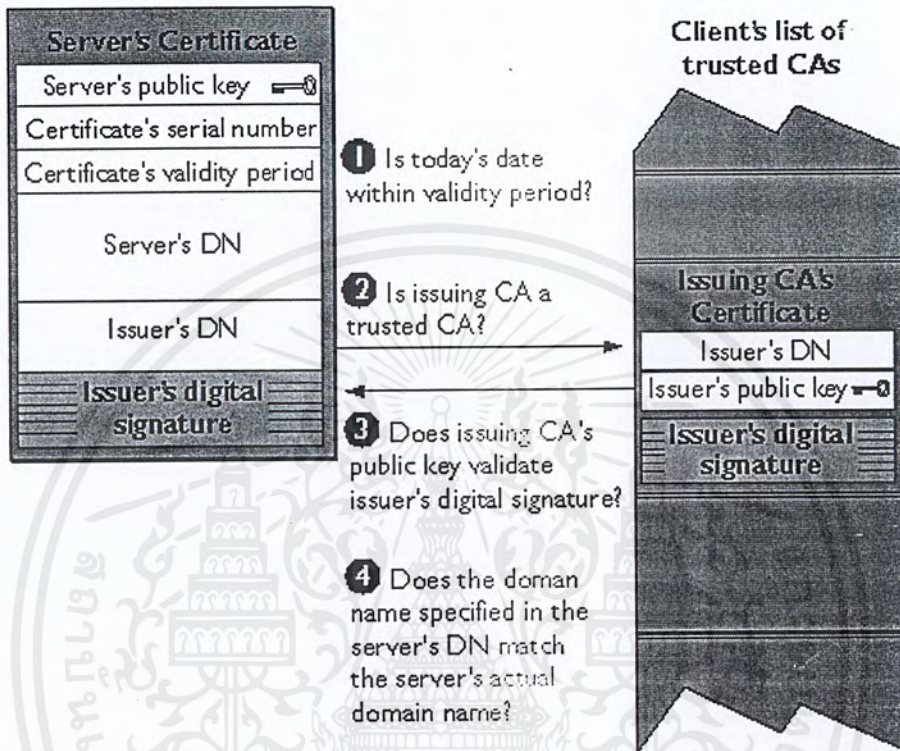 Server's Certificate
Server's public key
Certificate's serial number
Certificate's validity period
Server's DN
Issuer's DN
Issuer's digital
signature
1 Is today's date
within validity period?
2 Is issuing CA a
trusted CA?
3 Does issuing CA's
public key validate
issuer's digital signature?
4 Does the doman
name specified in the
server's DN match
the server's actual
domain name?
Client's list of
trusted CAs
Issuing CA's
Certificate
Issuer's DN
Issuer's public key
Issuer's digital
signature